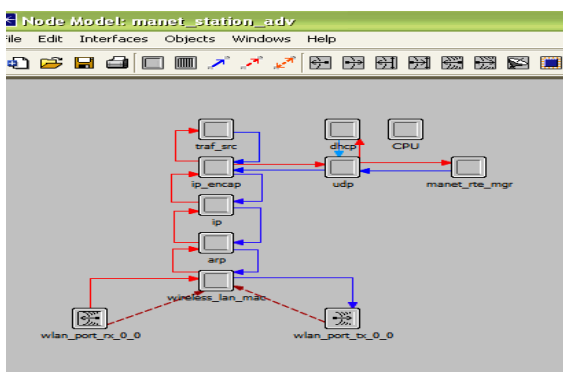 Node Model: manet_station_adv
File Edit Interfaces Objects Windows Help
traf_src
dhcp
CPU
ip_encap
udp
manet_rte_mgr
ip
arp
wireless_lan_mac
wlan_port_rx_0_0
wlan_port_tx_0_0